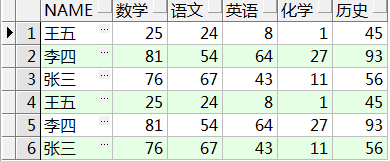 NAME 数学 语文 英语 化学 历史
1 王五 ... 25 24 8 1 45
2 李四 ... 81 54 64 27 93
3 张三 ... 76 67 43 11 56
4 王五 ... 25 24 8 1 45
5 李四 ... 81 54 64 27 93
6 张三 ... 76 67 43 11 56